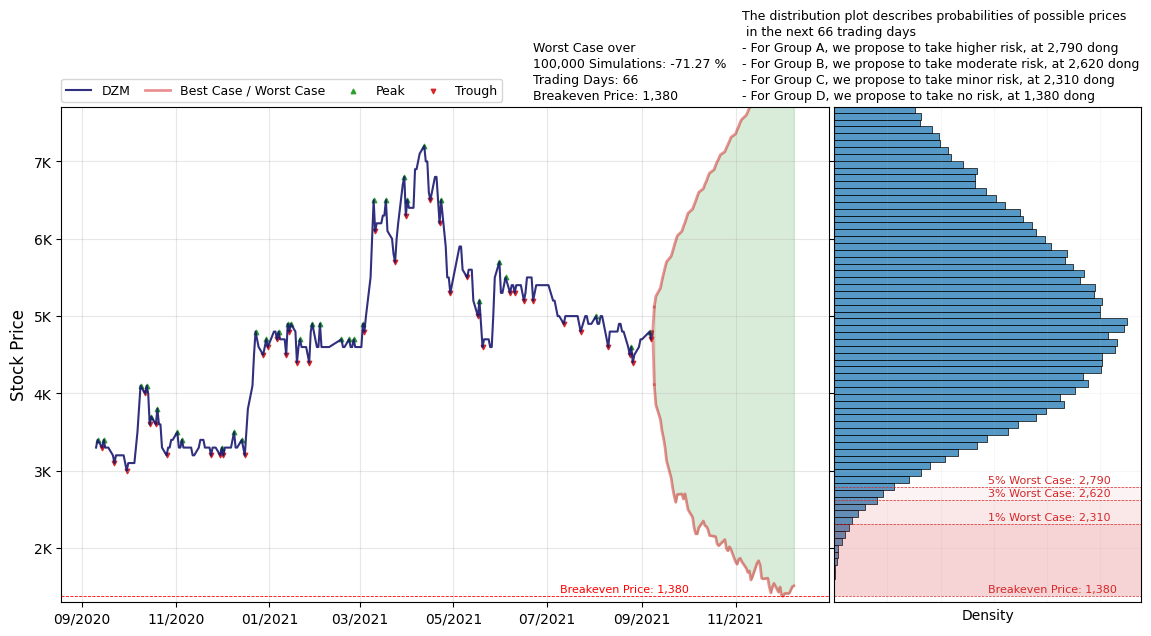 The distribution plot describes probabilities of possible prices
in the next 66 trading days
- For Group A, we propose to take higher risk, at 2,790 dong
- For Group B, we propose to take moderate risk, at 2,620 dong
- For Group C, we propose to take minor risk, at 2,310 dong
- For Group D, we propose to take no risk, at 1,380 dong
Worst Case over
100,000 Simulations: -71.27 %
Trading Days: 66
Breakeven Price: 1,380
DZM
Best Case / Worst Case
Peak
Trough
Stock Price
7K
6K
5K
4K
3K
2K
Breakeven Price: 1,380
09/2020
11/2020
01/2021
03/2021
05/2021
07/2021
09/2021
11/2021
5% Worst Case: 2,790
3% Worst Case: 2,620
1% Worst Case: 2,310
Breakeven Price: 1,380
Density